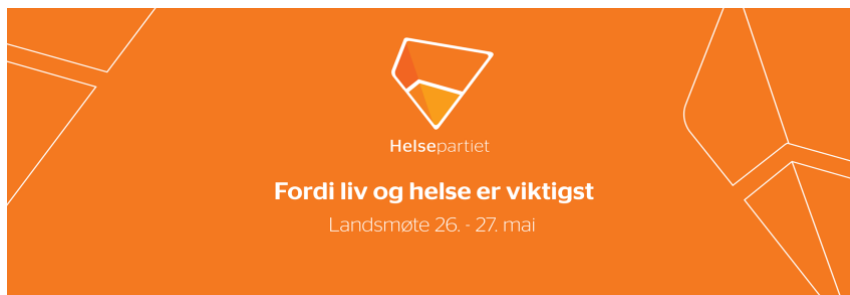 Helsepartiet
Fordi liv og helse er viktigst
Landsmøte 26. - 27. mai